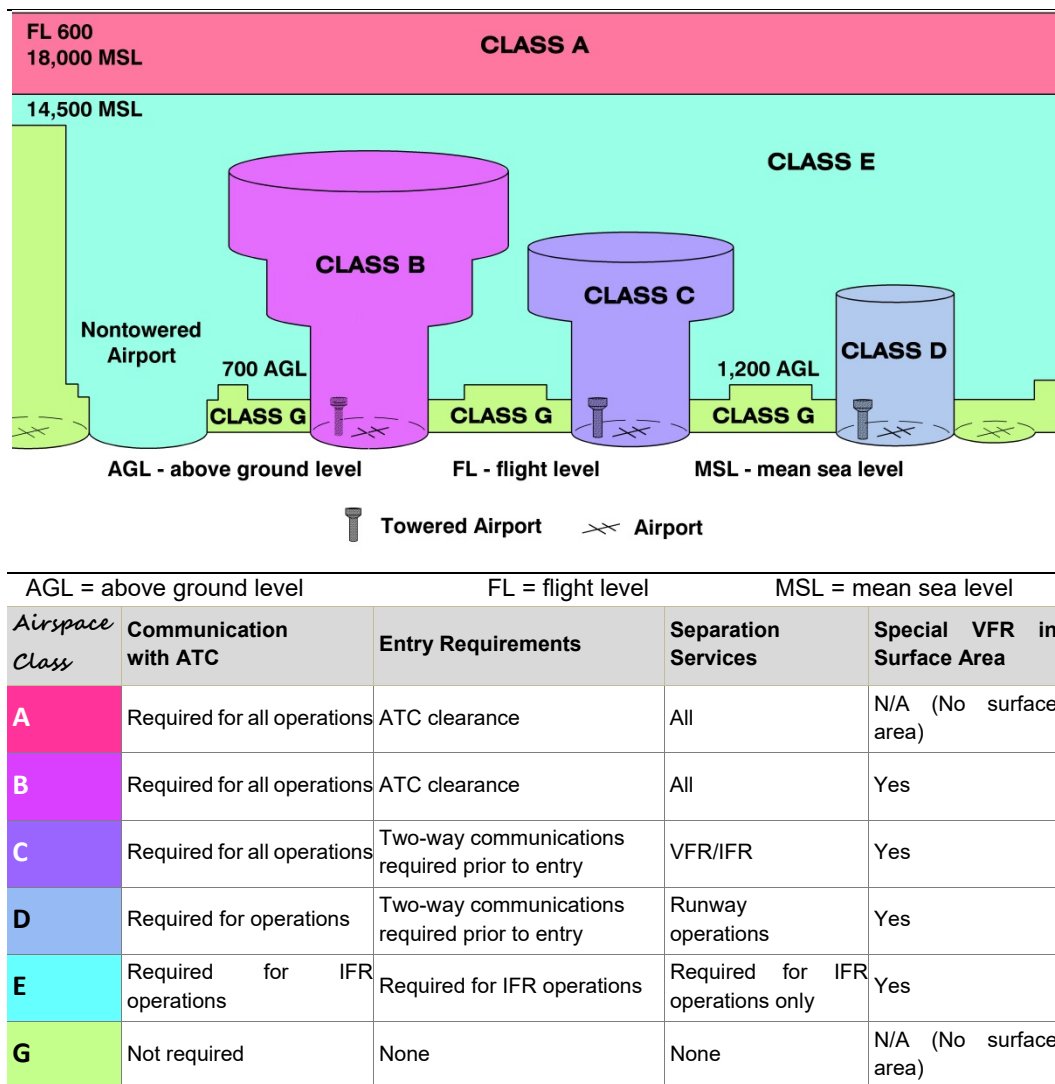 FL 600
18,000 MSL
CLASS A
14,500 MSL
CLASS E
CLASS B
CLASS C
Nontowered
Airport
700 AGL
1,200 AGL
CLASS D
CLASS G
CLASS G
CLASS G
AGL - above ground level
FL - flight level
MSL - mean sea level
Towered Airport
Airport
AGL = above ground level
FL = flight level
MSL = mean sea level
Airspace
Class
Communication
with ATC
Entry Requirements
Separation
Services
Special VFR in
Surface Area
A
Required for all operations
ATC clearance
All
N/A (No surface
area)
B
Required for all operations
ATC clearance
All
Yes
C
Required for all operations
Two-way communications
required prior to entry
VFR/IFR
Yes
D
Required for operations
Two-way communications
required prior to entry
Runway
operations
Yes
E
Required for IFR
operations
Required for IFR operations
Required for IFR
operations only
Yes
G
Not required
None
None
N/A (No surface
area)